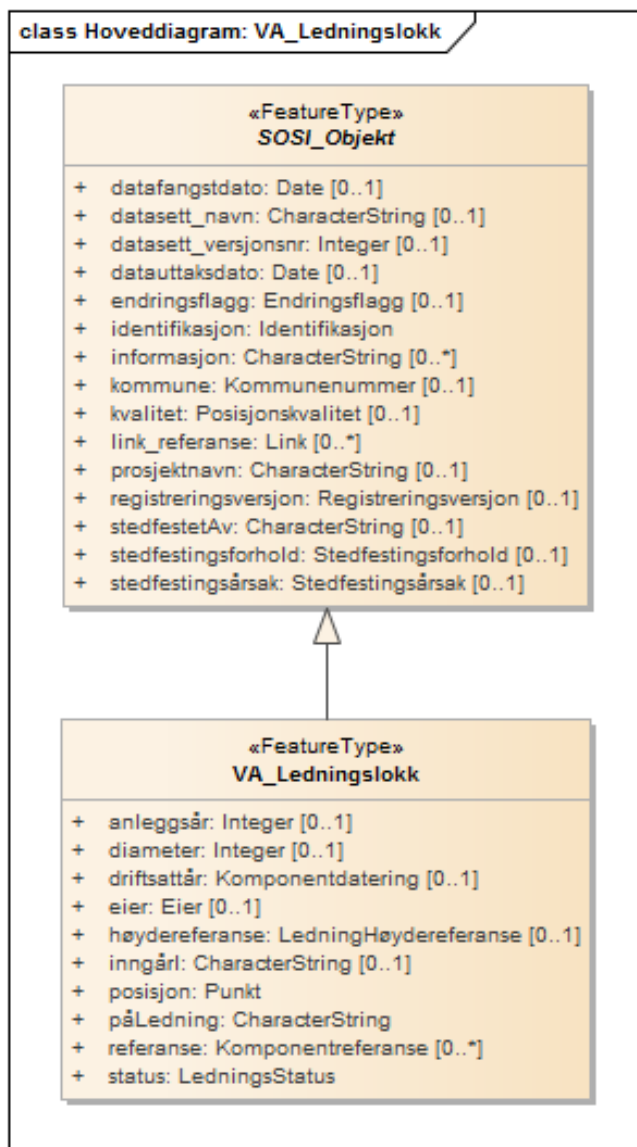 class Hoveddiagram: VA_Ledningslokk
«FeatureType»
SOSI_Objekt
+ datafangstdato: Date [0..1]
+ datasett_navn: CharacterString [0..1]
+ datasett_versjonsnr: Integer [0..1]
+ datauttaksdato: Date [0..1]
+ endringsflagg: Endringsflagg [0..1]
+ identifikasjon: Identifikasjon
+ informasjon: CharacterString [0..*]
+ kommune: Kommunenummer [0..1]
+ kvalitet: Posisjonskvalitet [0..1]
+ link_referanse: Link [0..*]
+ prosjektnavn: CharacterString [0..1]
+ registreringsversjon: Registreringsversjon [0..1]
+ stedfestetAv: CharacterString [0..1]
+ stedfestingsforhold: Stedfestingsforhold [0..1]
+ stedfestingsårsak: Stedfestingsårsak [0..1]
«FeatureType»
VA_Ledningslokk
+ anleggsår: Integer [0..1]
+ diameter: Integer [0..1]
+ driftsattår: Komponentdatering [0..1]
+ eier: Eier [0..1]
+ høydereferanse: LedningHøydereferanse [0..1]
+ inngårI: CharacterString [0..1]
+ posisjon: Punkt
+ påLedning: CharacterString
+ referanse: Komponentreferanse [0..*]
+ status: LedningsStatus